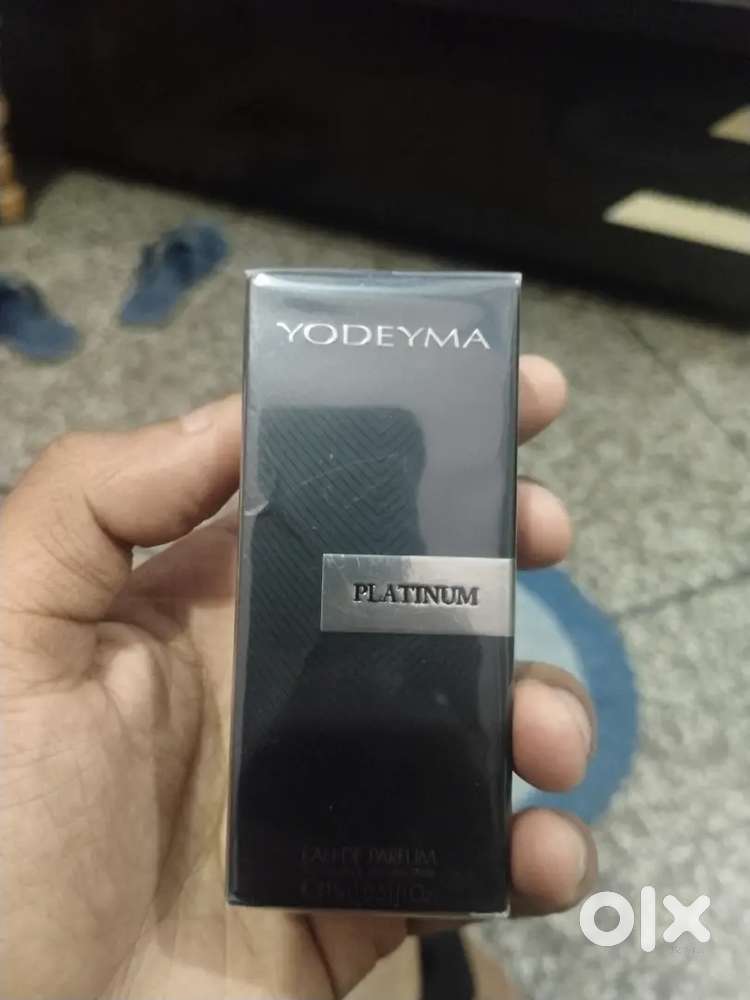 YODEYMA
PLATINUM
EAU DE PARFUM
olx